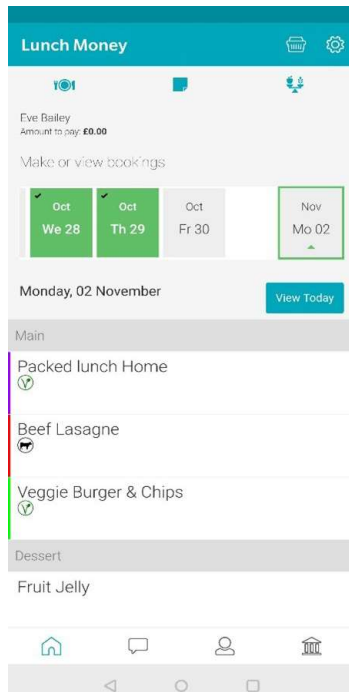 Lunch Money
Eve Bailey
Amount to pay: £0.00
Make or view bookings
Oct
We 28
Oct
Th 29
Oct
Fr 30
Nov
Mo 02
Monday, 02 November
View Today
Main
Packed lunch Home
V
Beef Lasagne
Veggie Burger & Chips
V
Dessert
Fruit Jelly